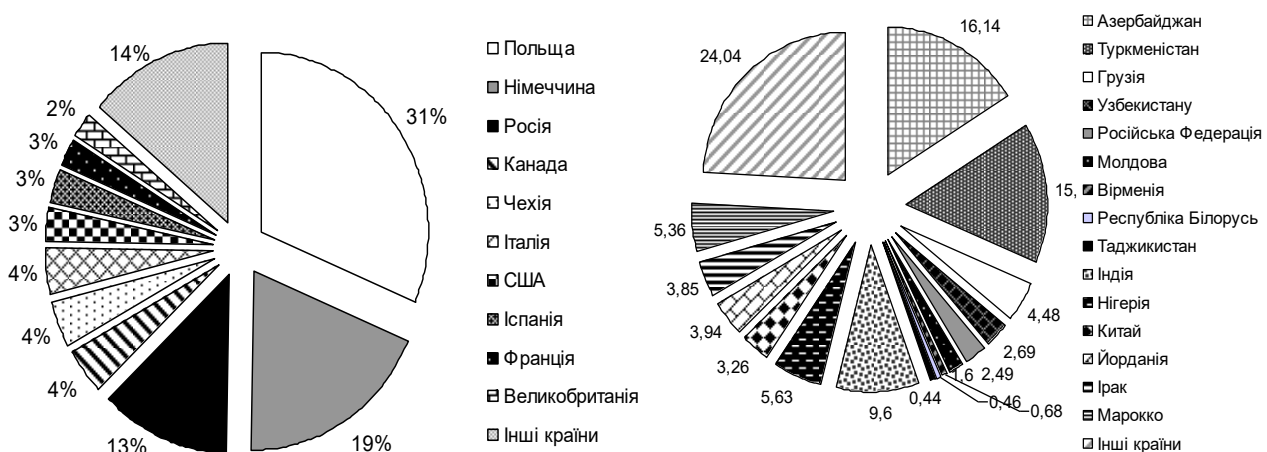 14%
2%
3%
3%
3%
4%
4%
4%
13%
19%
31%
Польща
Німеччина
Росія
Канада
Чехія
Італія
США
Іспанія
Франція
Великобританія
Інші країни
24,04
16,14
15,
4,48
2,69
2,49
1,6
0,68
0,46
0,44
9,6
5,63
3,26
3,94
3,85
5,36
Азербайджан
Туркменістан
Грузія
Узбекистану
Російська Федерація
Молдова
Вірменія
Республіка Білорусь
Таджикистан
Індія
Нігерія
Китай
Йорданія
Ірак
Марокко
Інші країни